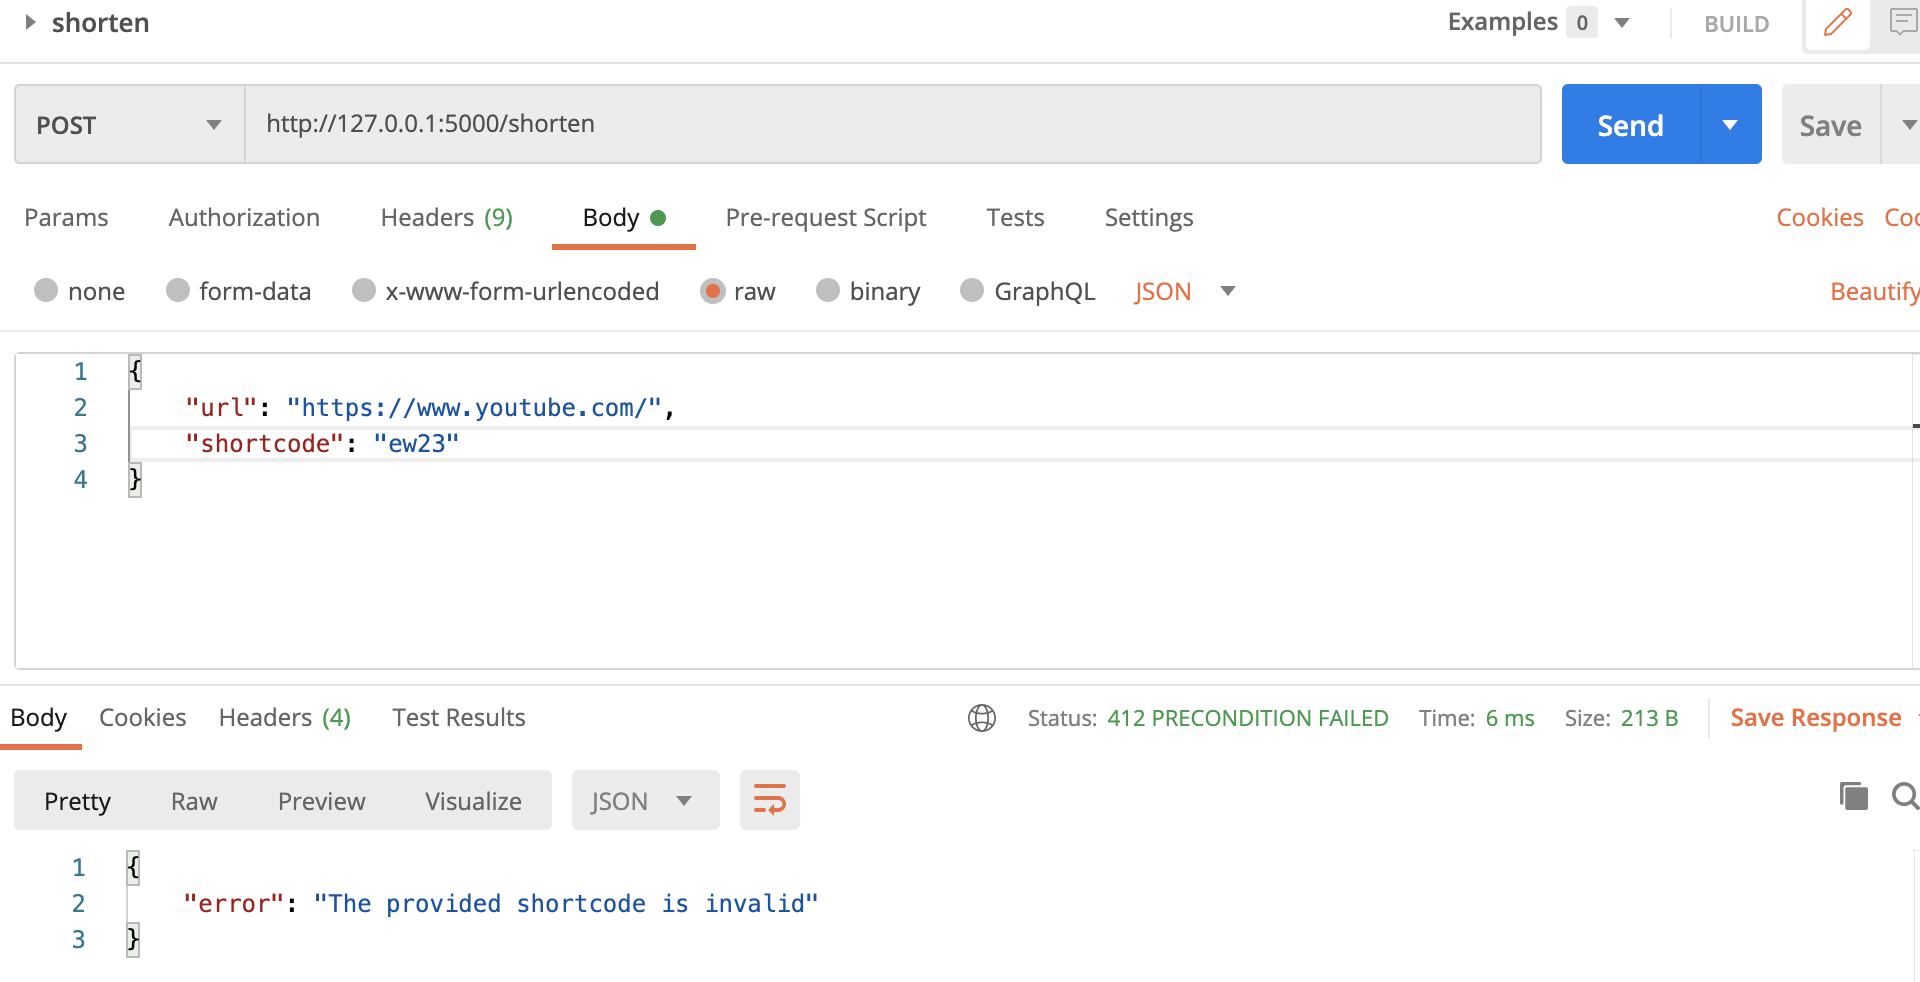 shorten
Examples 0 BUILD
POST http://127.0.0.1:5000/shorten Send Save
Params Authorization Headers (9) Body Pre-request Script Tests Settings Cookies
none form-data x-www-form-urlencoded raw binary GraphQL JSON Beautify
1 {
2 "url": "https://www.youtube.com/",
3 "shortcode": "ew23"
4 }
Body Cookies Headers (4) Test Results Status: 412 PRECONDITION FAILED Time: 6 ms Size: 213 B Save Response
Pretty Raw Preview Visualize JSON
1 {
2 "error": "The provided shortcode is invalid"
3 }